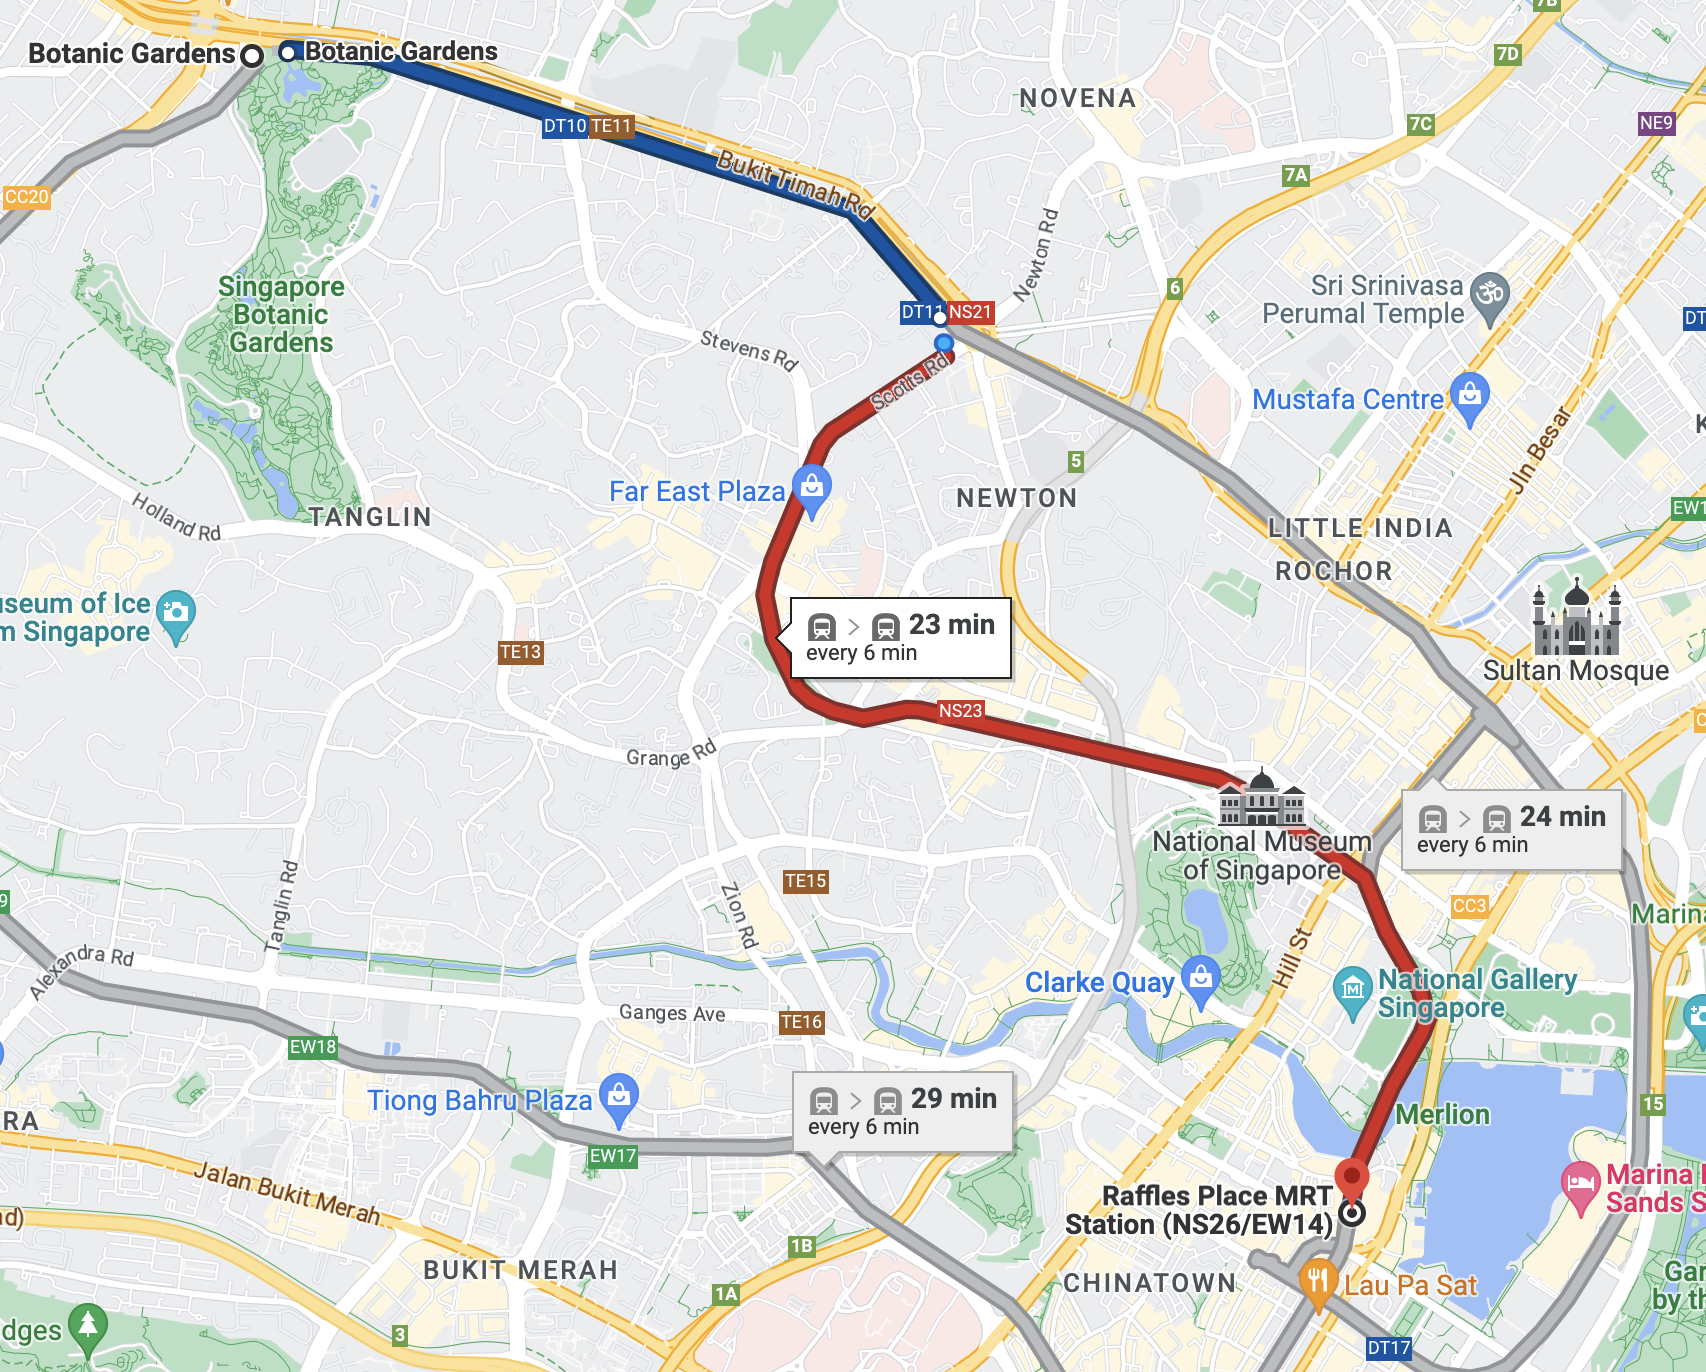 Botanic Gardens
Botanic Gardens
7B
7D
NOVENA
DT10
TE11
7C
NE9
Bukit Timah Rd
7A
CC20
Newton Rd
Singapore
Botanic
Gardens
6
Sri Srinivasa
Perumal Temple
DT11
NS21
DT
Stevens Rd
Scotts Rd
Mustafa Centre
Jln Besar
K
5
Far East Plaza
NEWTON
Holland Rd
TANGLIN
EW1
LITTLE INDIA
ROCHOR
useum of Ice
m Singapore
23 min
every 6 min
TE13
Sultan Mosque
NS23
C
Grange Rd
24 min
every 6 min
National Museum
of Singapore
TE15
Tanglin Rd
Zion Rd
9
CC3
Marina
Alexandra Rd
Hill St
Clarke Quay
National Gallery
Singapore
Ganges Ave
TE16
EW18
Tiong Bahru Plaza
29 min
every 6 min
15
Merlion
RA
EW17
Jalan Bukit Merah
Raffles Place MRT
Station (NS26/EW14)
Marina
Sands S
ad)
1B
BUKIT MERAH
CHINATOWN
Lau Pa Sat
Gar
by th
1A
dges
3
DT17